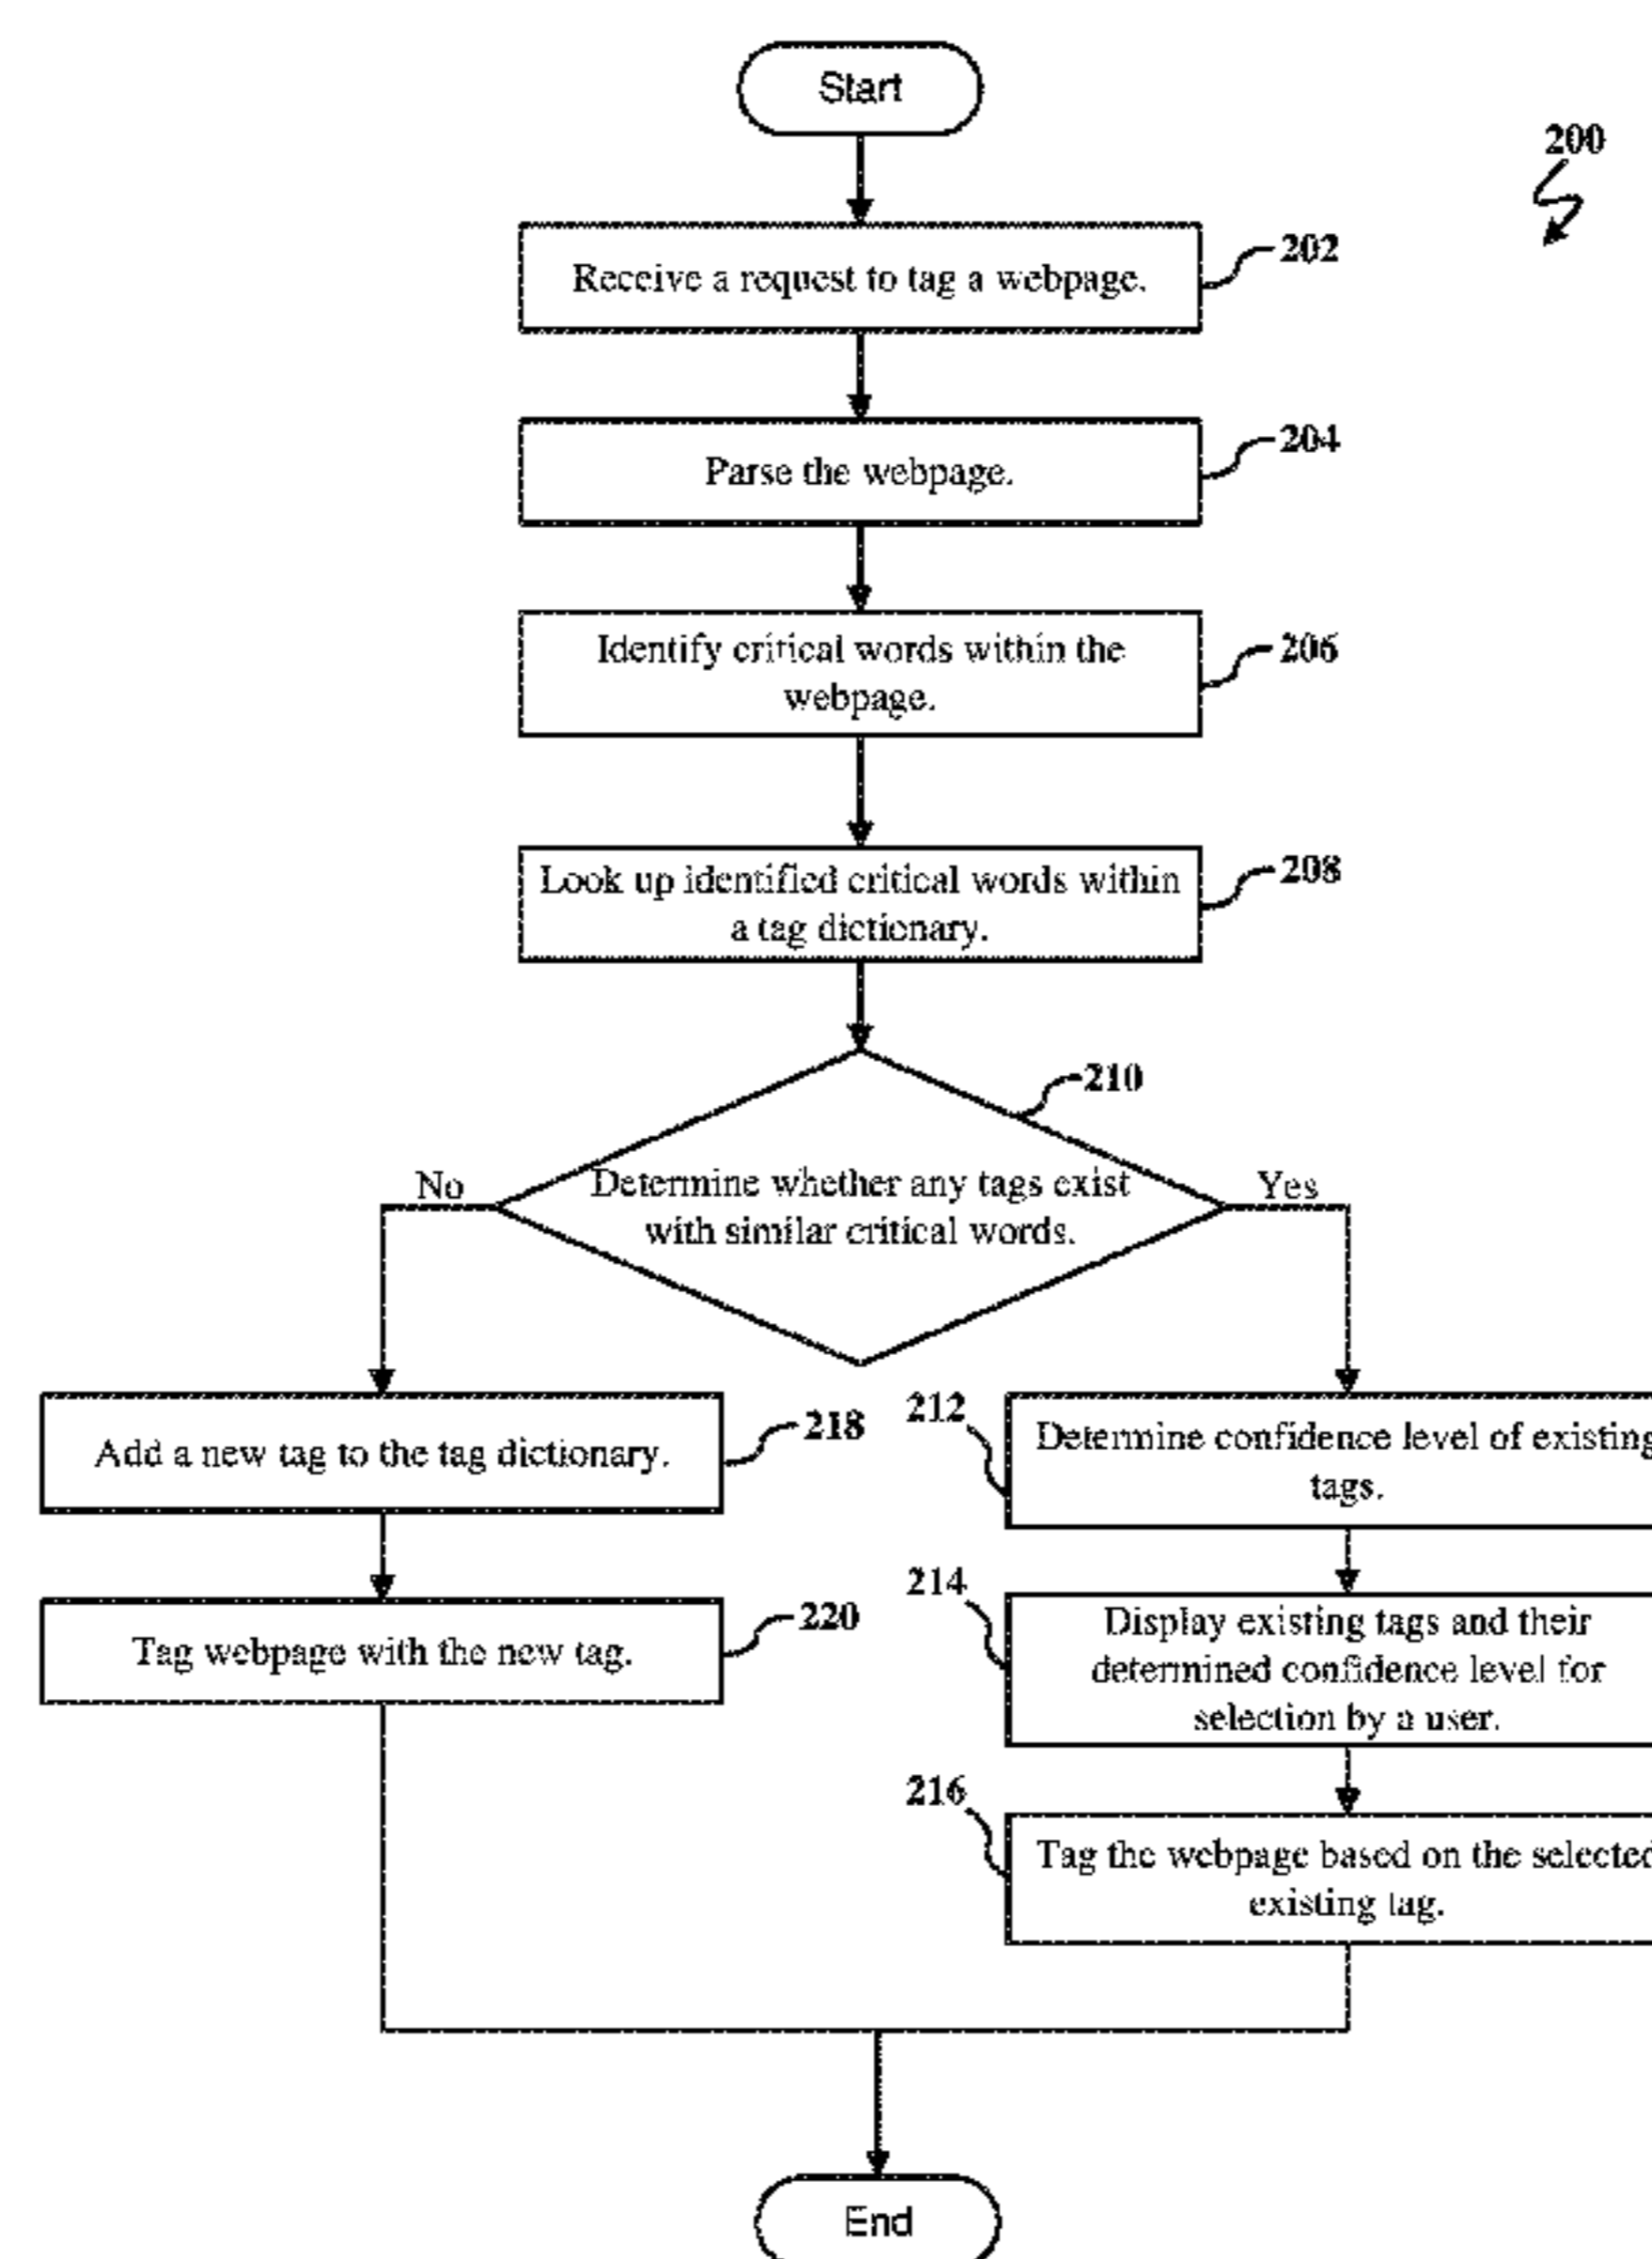 Start
200
Receive a request to tag a webpage.
202
Parse the webpage.
204
Identify critical words within the
webpage.
206
Look up identified critical words within
a tag dictionary.
208
210
No
Determine whether any tags exist
with similar critical words.
Yes
218
Add a new tag to the tag dictionary.
212
Determine confidence level of existing
tags.
220
Tag webpage with the new tag.
214
Display existing tags and their
determined confidence level for
selection by a user.
216
Tag the webpage based on the selected
existing tag.
End